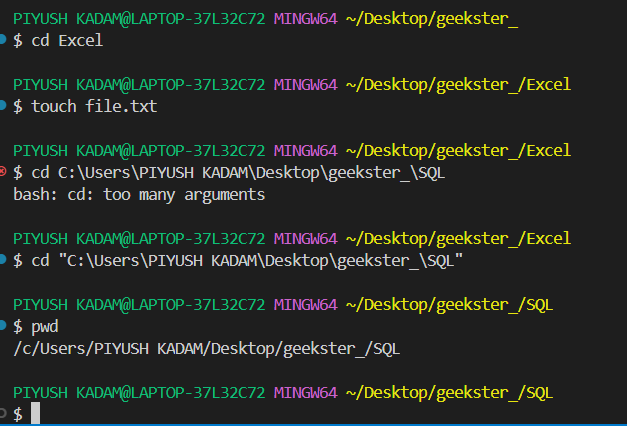 PIYUSH KADAM@LAPTOP-37L32C72 MINGW64 ~/Desktop/geekster_
$ cd Excel
PIYUSH KADAM@LAPTOP-37L32C72 MINGW64 ~/Desktop/geekster_/Excel
$ touch file.txt
PIYUSH KADAM@LAPTOP-37L32C72 MINGW64 ~/Desktop/geekster_/Excel
$ cd C:\Users\PIYUSH KADAM\Desktop\geekster_\SQL
bash: cd: too many arguments
PIYUSH KADAM@LAPTOP-37L32C72 MINGW64 ~/Desktop/geekster_/Excel
$ cd "C:\Users\PIYUSH KADAM\Desktop\geekster_\SQL"
PIYUSH KADAM@LAPTOP-37L32C72 MINGW64 ~/Desktop/geekster_/SQL
$ pwd
/c/Users/PIYUSH KADAM/Desktop/geekster_/SQL
PIYUSH KADAM@LAPTOP-37L32C72 MINGW64 ~/Desktop/geekster_/SQL
$